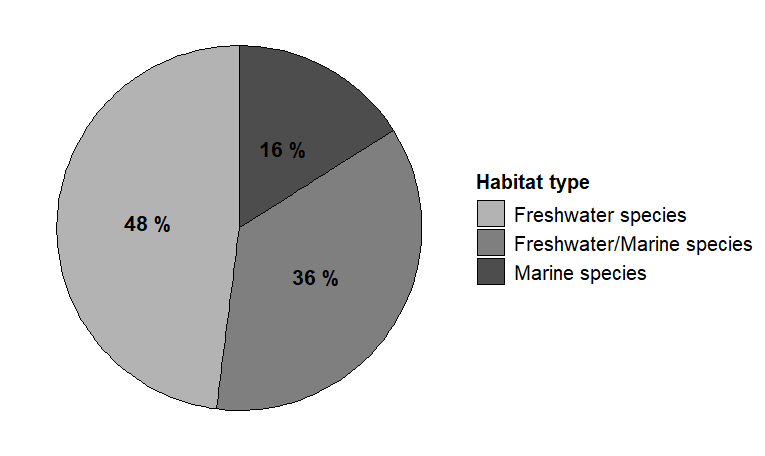 16 %
48 %
36 %
Habitat type
Freshwater species
Freshwater/Marine species
Marine species